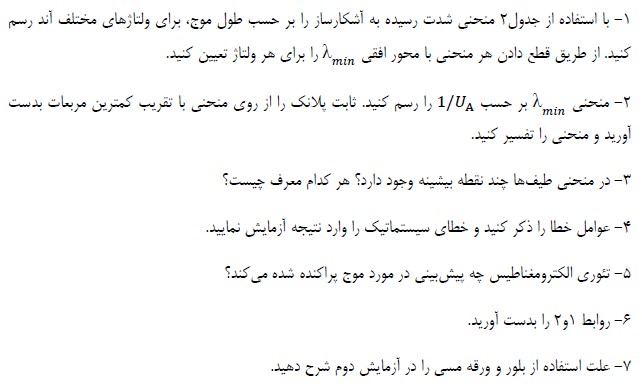 ۱- با استفاده از جدول۲ منحنی شدت رسیده به آشکارساز را بر حسب طول موج، برای ولتاژهای مختلف آند رسم
کنید. از طریق قطع دادن هر منحنی با محور افقی λmin را برای هر ولتاژ تعیین کنید.
۲- منحنی λmin بر حسب 1/UA را رسم کنید. ثابت پلانک را از روی منحنی با تقریب کمترین مربعات بدست
آورید و منحنی را تفسیر کنید.
۳- در منحنی طیف‌ها چند نقطه بیشینه وجود دارد؟ هر کدام معرف چیست؟
۴- عوامل خطا را ذکر کنید و خطای سیستماتیک را وارد نتیجه آزمایش نمایید.
۵- تئوری الکترومغناطیس چه پیش‌بینی در مورد موج پراکنده شده می‌کند؟
۶- روابط ۱و۲ را بدست آورید.
۷- علت استفاده از بلور و ورقه مسی را در آزمایش دوم شرح دهید.